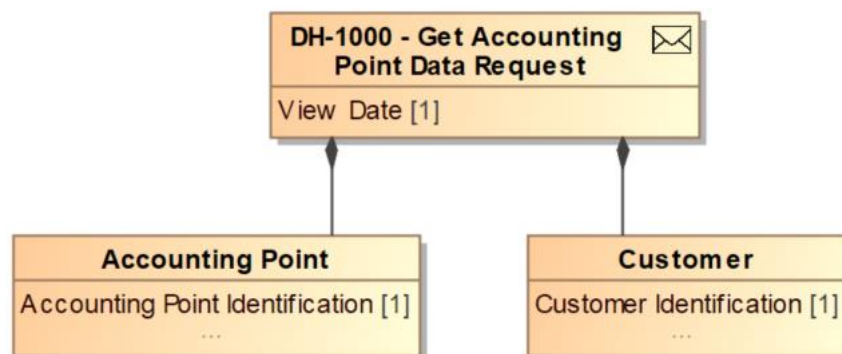 DH-1000 - Get Accounting
Point Data Request
View Date [1]
Accounting Point
Accounting Point Identification [1]
...
Customer
Customer Identification [1]
...